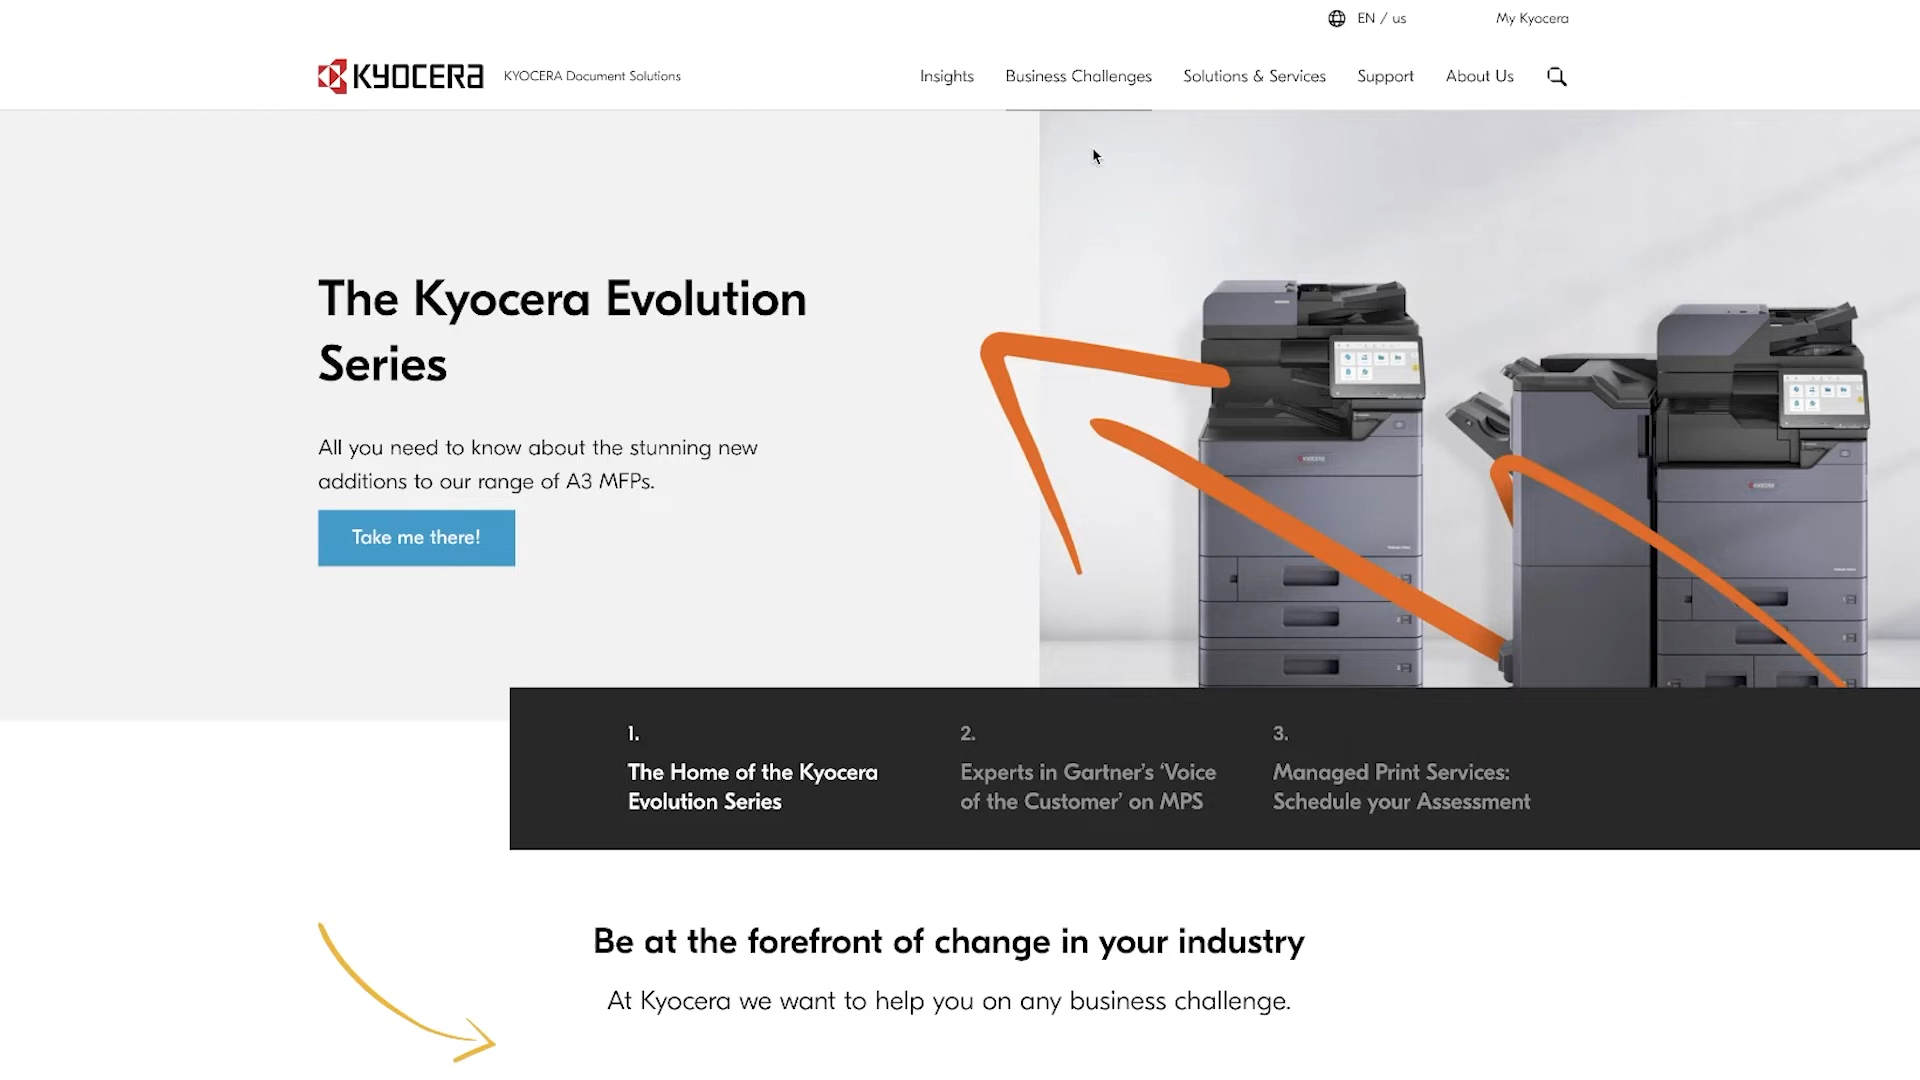 EN / us
My Kyocera
KYOCERA
KYOCERA Document Solutions
Insights
Business Challenges
Solutions & Services
Support
About Us
The Kyocera Evolution
Series
All you need to know about the stunning new
additions to our range of A3 MFPs.
Take me there!
KYOCERA
KYOCERA
1.
The Home of the Kyocera
Evolution Series
2.
Experts in Gartner’s ‘Voice
of the Customer’ on MPS
3.
Managed Print Services:
Schedule your Assessment
Be at the forefront of change in your industry
At Kyocera we want to help you on any business challenge.